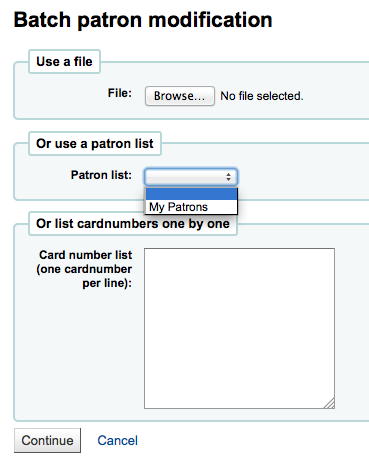 Batch patron modification
Use a file
File: Browse... No file selected.
Or use a patron list
Patron list:
My Patrons
Or list cardnumbers one by one
Card number list
(one cardnumber
per line):
Continue Cancel